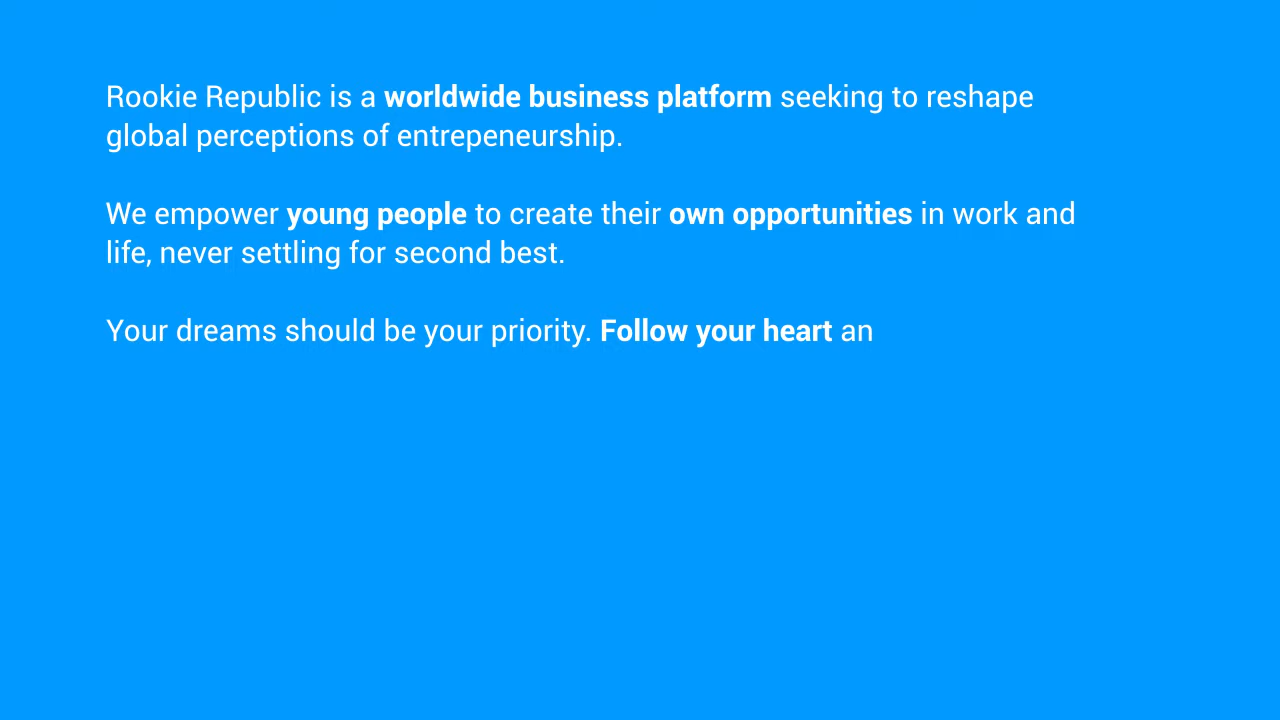 Rookie Republic is a worldwide business platform seeking to reshape
global perceptions of entrepeneurship.
We empower young people to create their own opportunities in work and
life, never settling for second best.
Your dreams should be your priority. Follow your heart an